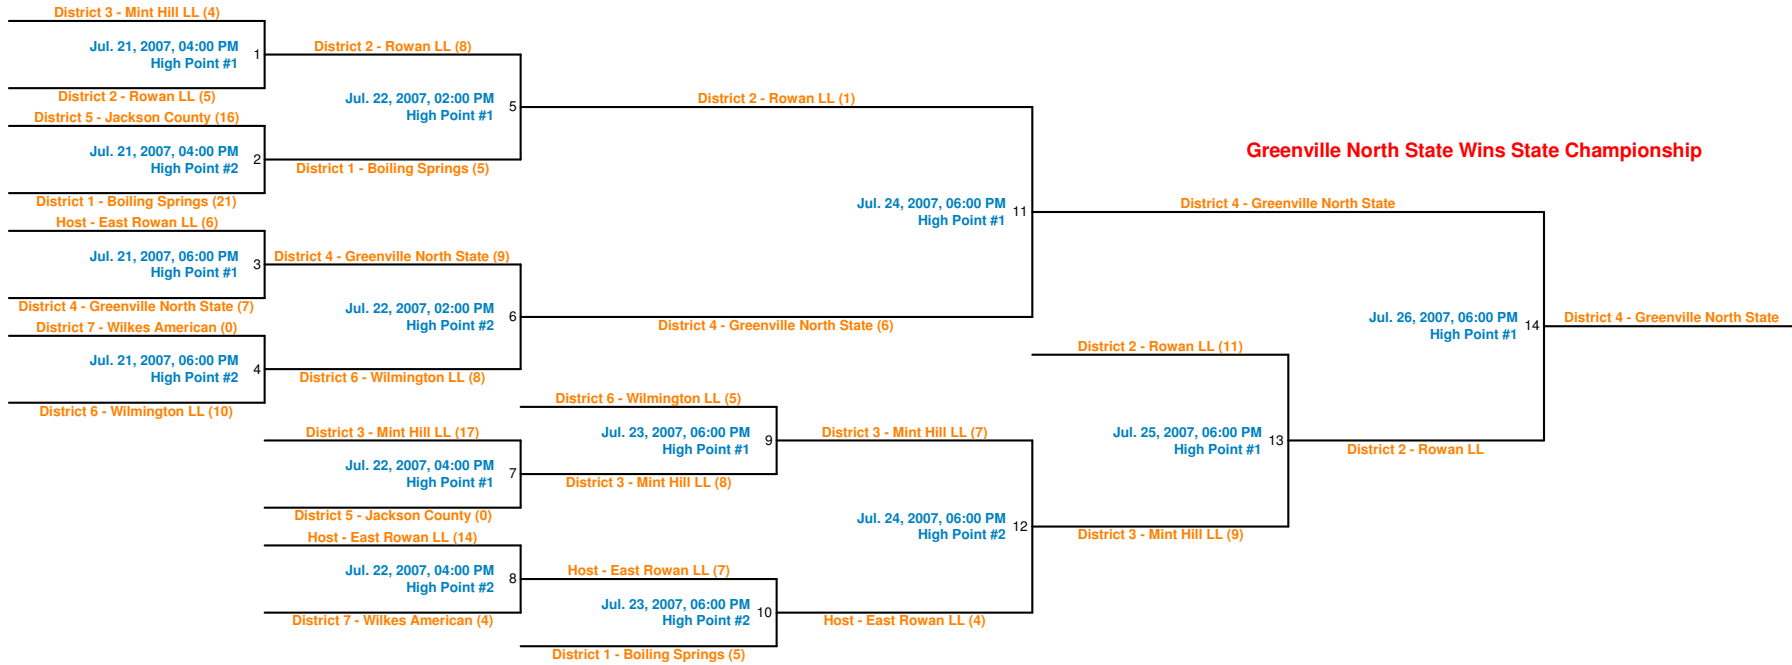 District 3 - Mint Hill LL (4)
Jul. 21, 2007, 04:00 PM
High Point #1
1
District 2 - Rowan LL (5)
District 5 - Jackson County (16)
Jul. 21, 2007, 04:00 PM
High Point #2
2
District 1 - Boiling Springs (21)
Host - East Rowan LL (6)
Jul. 21, 2007, 06:00 PM
High Point #1
3
District 4 - Greenville North State (7)
District 7 - Wilkes American (0)
Jul. 21, 2007, 06:00 PM
High Point #2
4
District 6 - Wilmington LL (10)
District 2 - Rowan LL (8)
Jul. 22, 2007, 02:00 PM
High Point #1
5
District 1 - Boiling Springs (5)
District 4 - Greenville North State (9)
Jul. 22, 2007, 02:00 PM
High Point #2
6
District 6 - Wilmington LL (8)
District 3 - Mint Hill LL (17)
Jul. 22, 2007, 04:00 PM
High Point #1
7
District 5 - Jackson County (0)
Host - East Rowan LL (14)
Jul. 22, 2007, 04:00 PM
High Point #2
8
District 7 - Wilkes American (4)
District 6 - Wilmington LL (5)
Jul. 23, 2007, 06:00 PM
High Point #1
9
District 3 - Mint Hill LL (8)
Host - East Rowan LL (7)
Jul. 23, 2007, 06:00 PM
High Point #2
10
District 1 - Boiling Springs (5)
District 2 - Rowan LL (1)
Jul. 24, 2007, 06:00 PM
High Point #1
11
District 4 - Greenville North State (6)
District 3 - Mint Hill LL (7)
Jul. 24, 2007, 06:00 PM
High Point #2
12
Host - East Rowan LL (4)
District 2 - Rowan LL (11)
Jul. 25, 2007, 06:00 PM
High Point #1
13
District 3 - Mint Hill LL (9)
Greenville North State Wins State Championship
District 4 - Greenville North State
Jul. 26, 2007, 06:00 PM
High Point #1
14
District 2 - Rowan LL
District 4 - Greenville North State